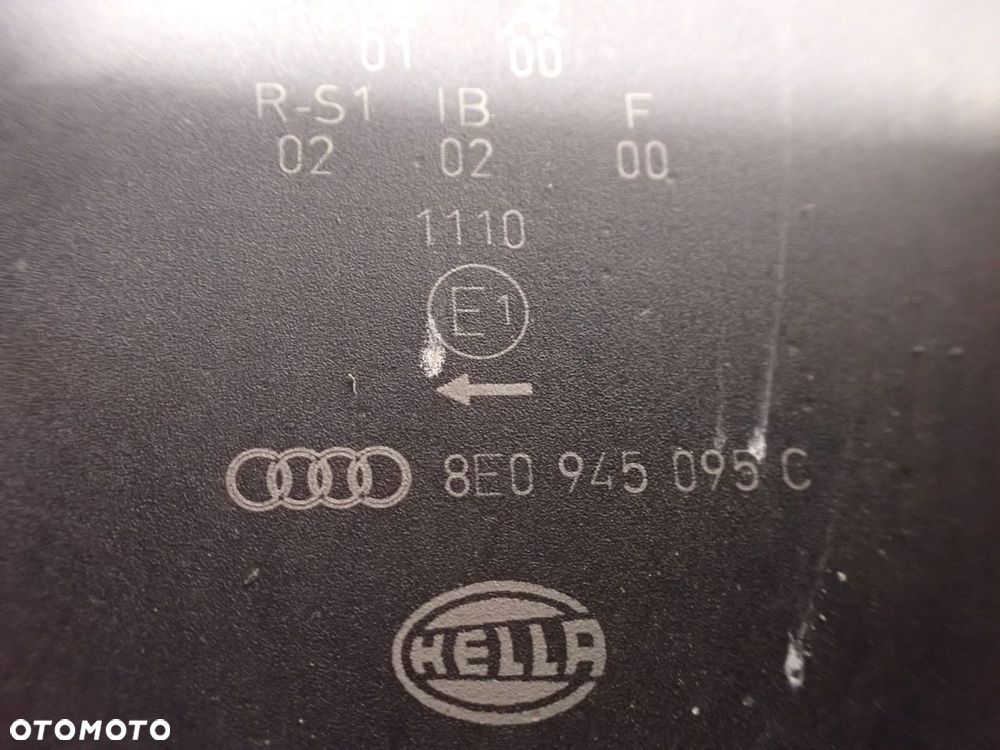 01 00
R-S1 IB F
02 02 00
1110
E1
8E0 945 095 C
HELLA
OTOMOTO